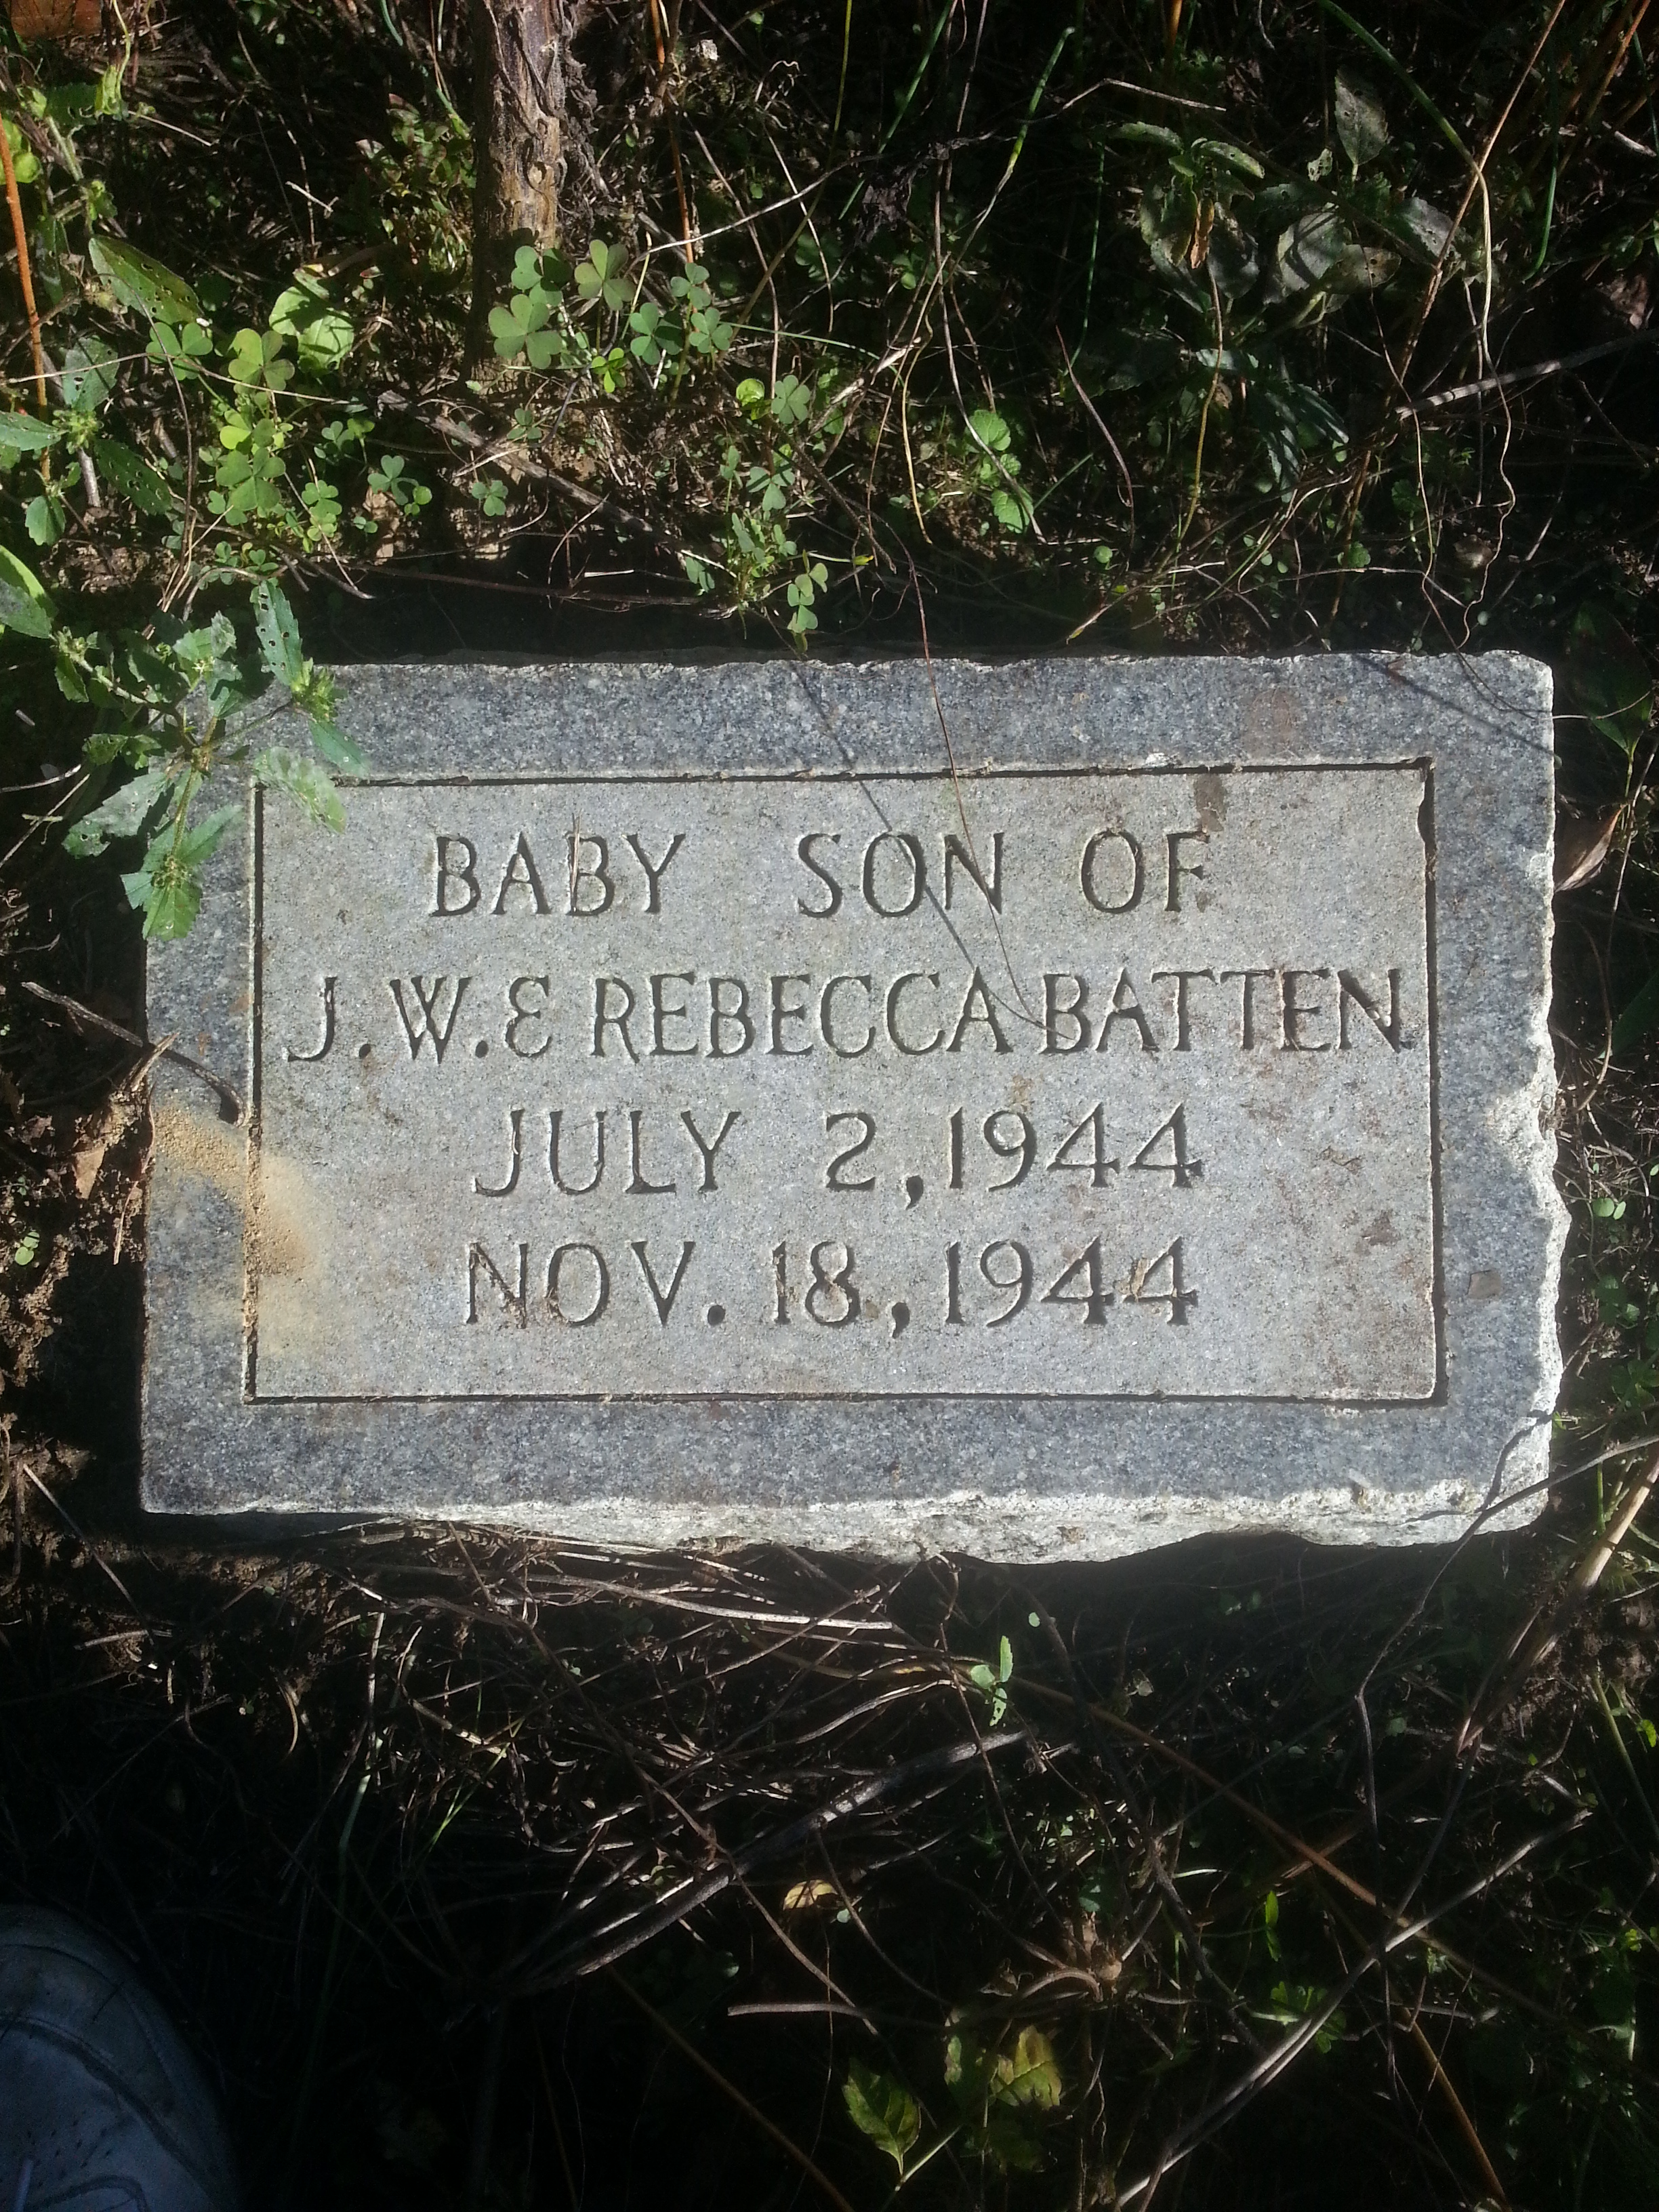 BABY SON OF
J.W. & REBECCA BATTEN
JULY 2, 1944
NOV. 18, 1944